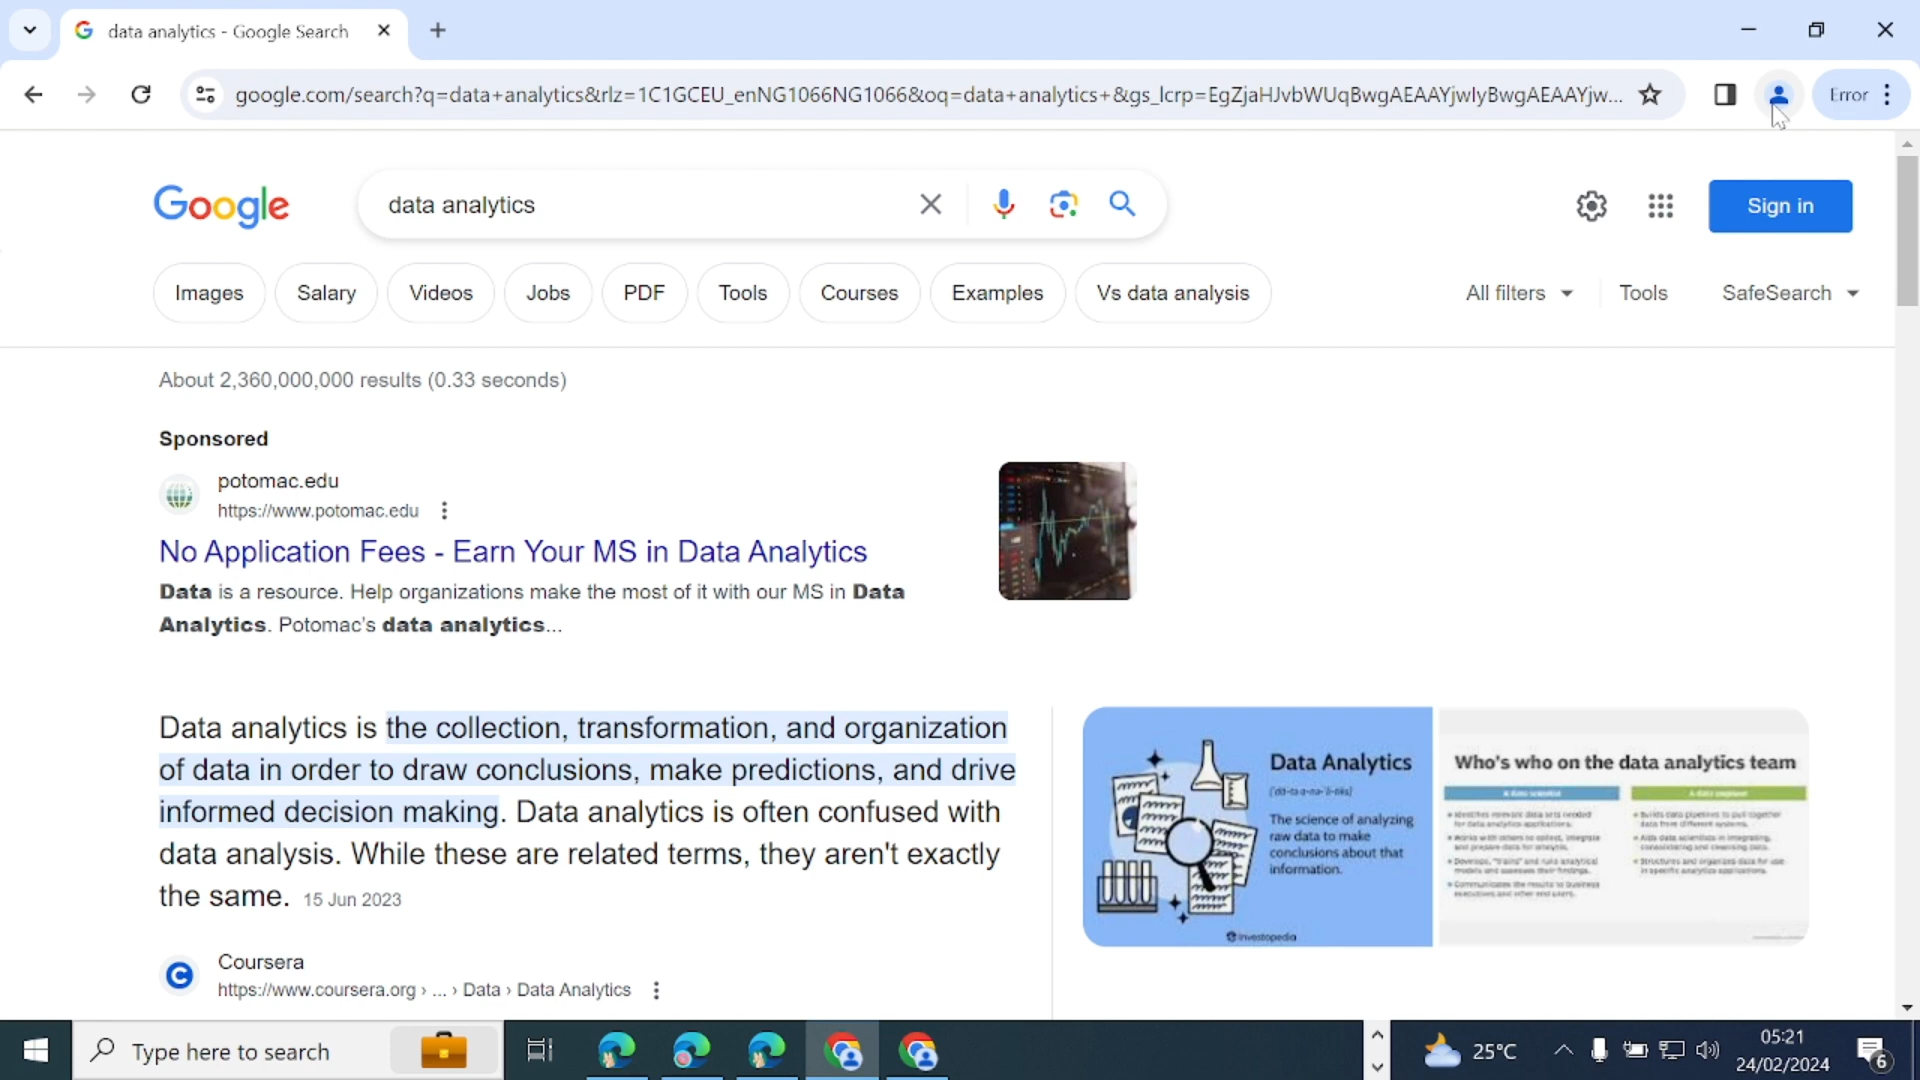 data analytics - Google Search
google.com/search?q=data+analytics&rlz=1C1GCEU_enNG1066NG1066&oq=data+analytics+&gs_lcrp=EgZjaHJvbWUqBwgAEAAYjwIyBwgAEAAYjw...
Error
Google
data analytics
Sign in
Images
Salary
Videos
Jobs
PDF
Tools
Courses
Examples
Vs data analysis
All filters
Tools
SafeSearch
About 2,360,000,000 results (0.33 seconds)
Sponsored
potomac.edu
https://www.potomac.edu
No Application Fees - Earn Your MS in Data Analytics
Data is a resource. Help organizations make the most of it with our MS in Data
Analytics. Potomac's data analytics...
Data analytics is the collection, transformation, and organization
of data in order to draw conclusions, make predictions, and drive
informed decision making. Data analytics is often confused with
data analysis. While these are related terms, they aren't exactly
the same. 15 Jun 2023
Data Analytics
The science of analyzing
raw data to make
conclusions about that
information.
Investopedia
Who's who on the data analytics team
Coursera
https://www.coursera.org › ... › Data › Data Analytics
Type here to search
25°C
05:21
24/02/2024
6